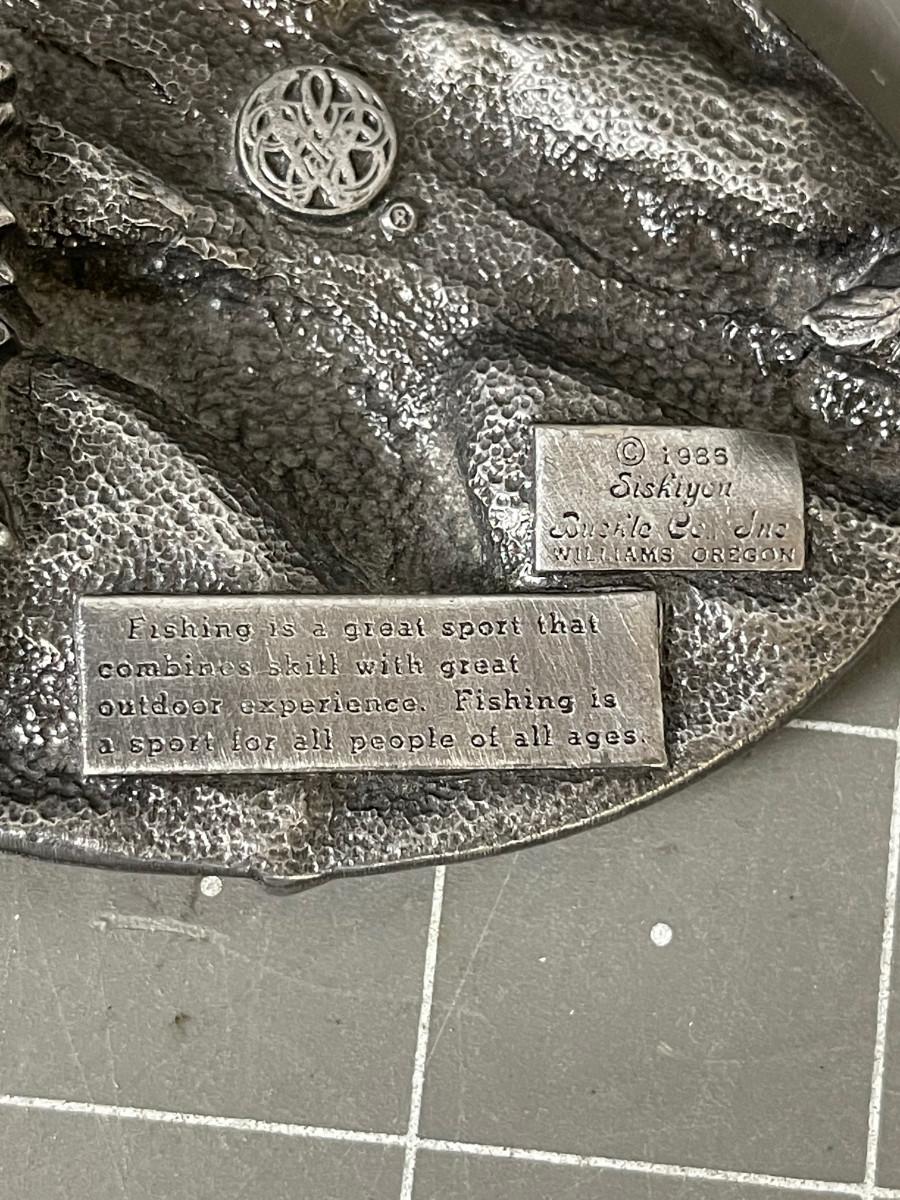 ®
© 1986
Siskiyou
Buckle Co., Inc
WILLIAMS OREGON
Fishing is a great sport that
combines skill with great
outdoor experience. Fishing is
a sport for all people of all ages.